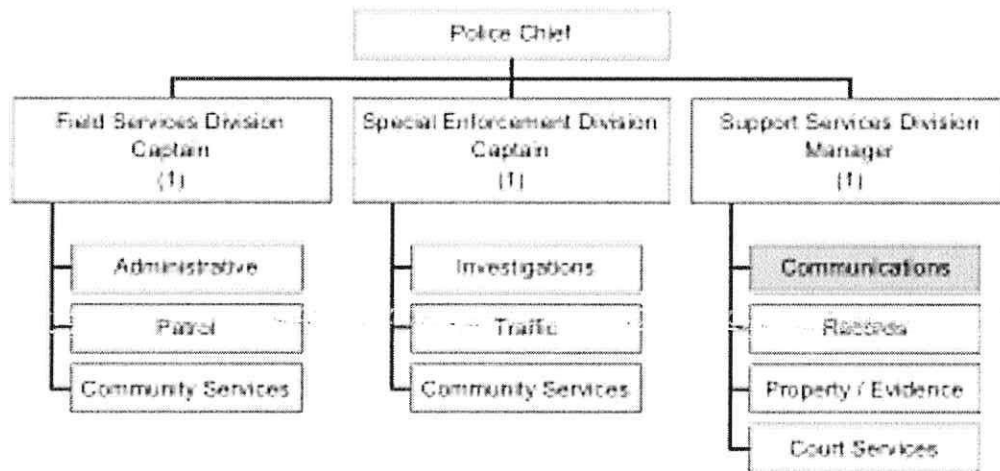 Police Chief
Field Services Division
Captain
(1)
Special Enforcement Division
Captain
(1)
Support Services Division
Manager
(1)
Administrative
Investigations
Communications
Patrol
Traffic
Records
Community Services
Community Services
Property / Evidence
Court Services